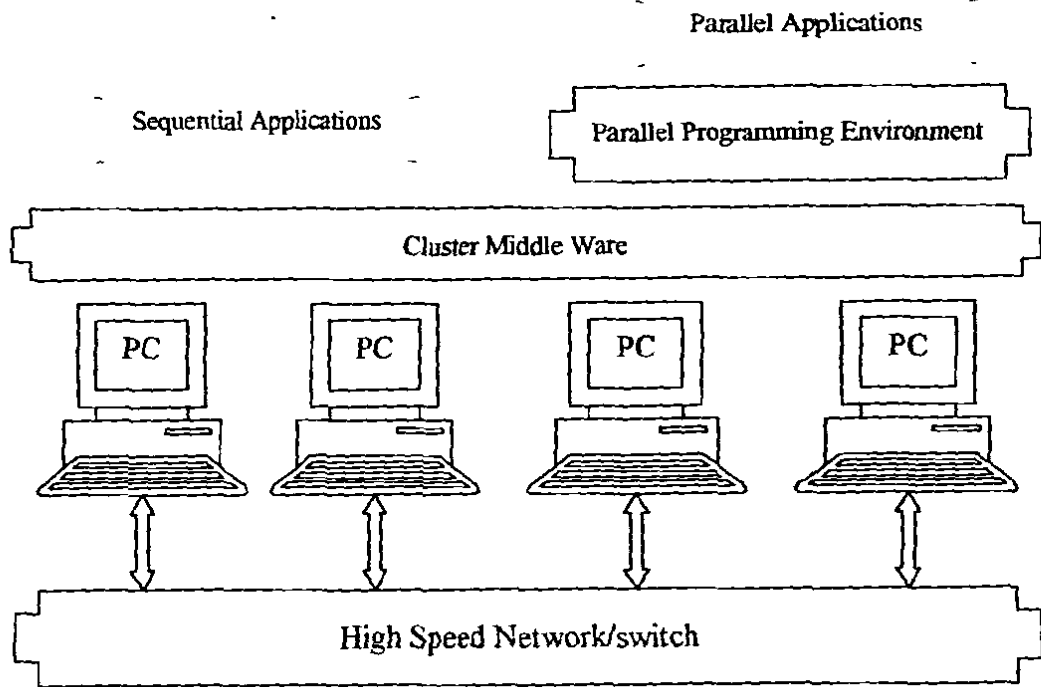 Parallel Applications
Sequential Applications
Parallel Programming Environment
Cluster Middle Ware
PC PC PC PC
High Speed Network/switch